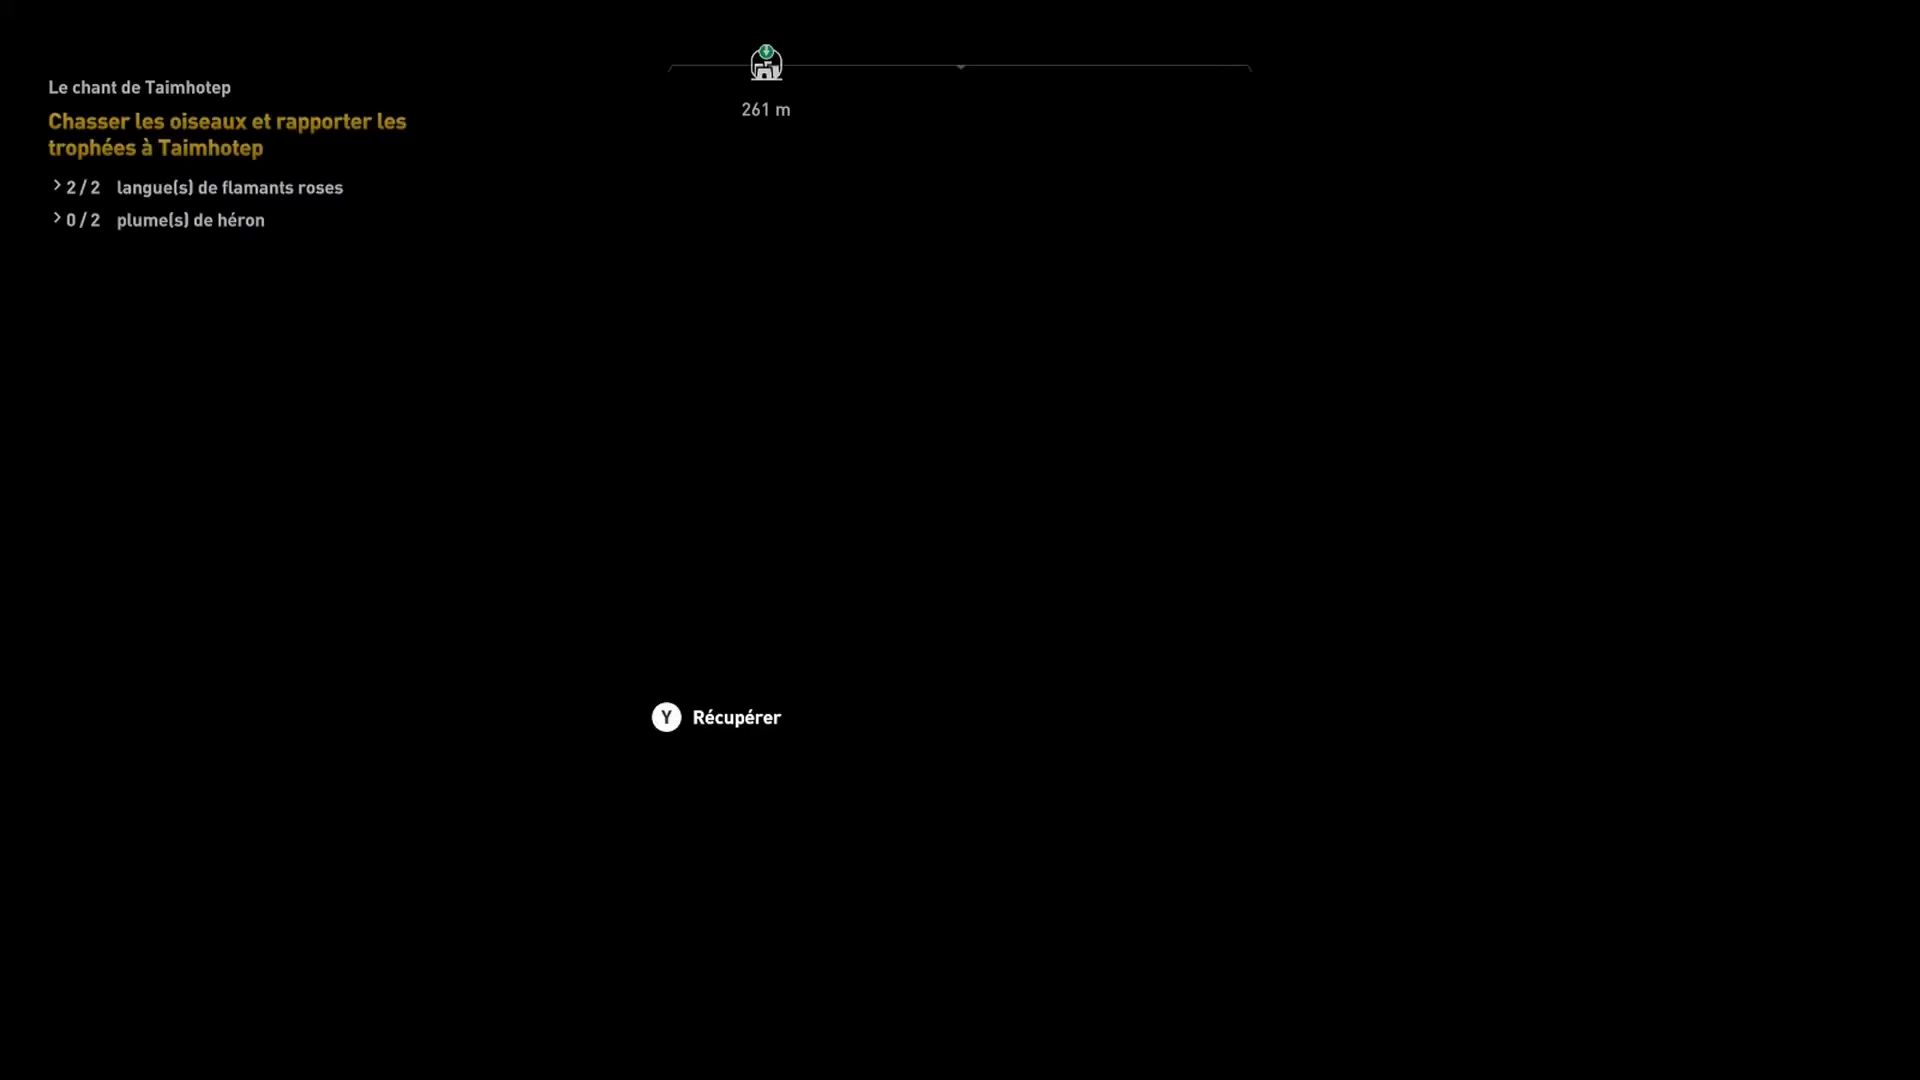 Le chant de Taimhotep
Chasser les oiseaux et rapporter les
trophées à Taimhotep
> 2 / 2 langue(s) de flamants roses
> 0 / 2 plume(s) de héron
261 m
Y Récupérer